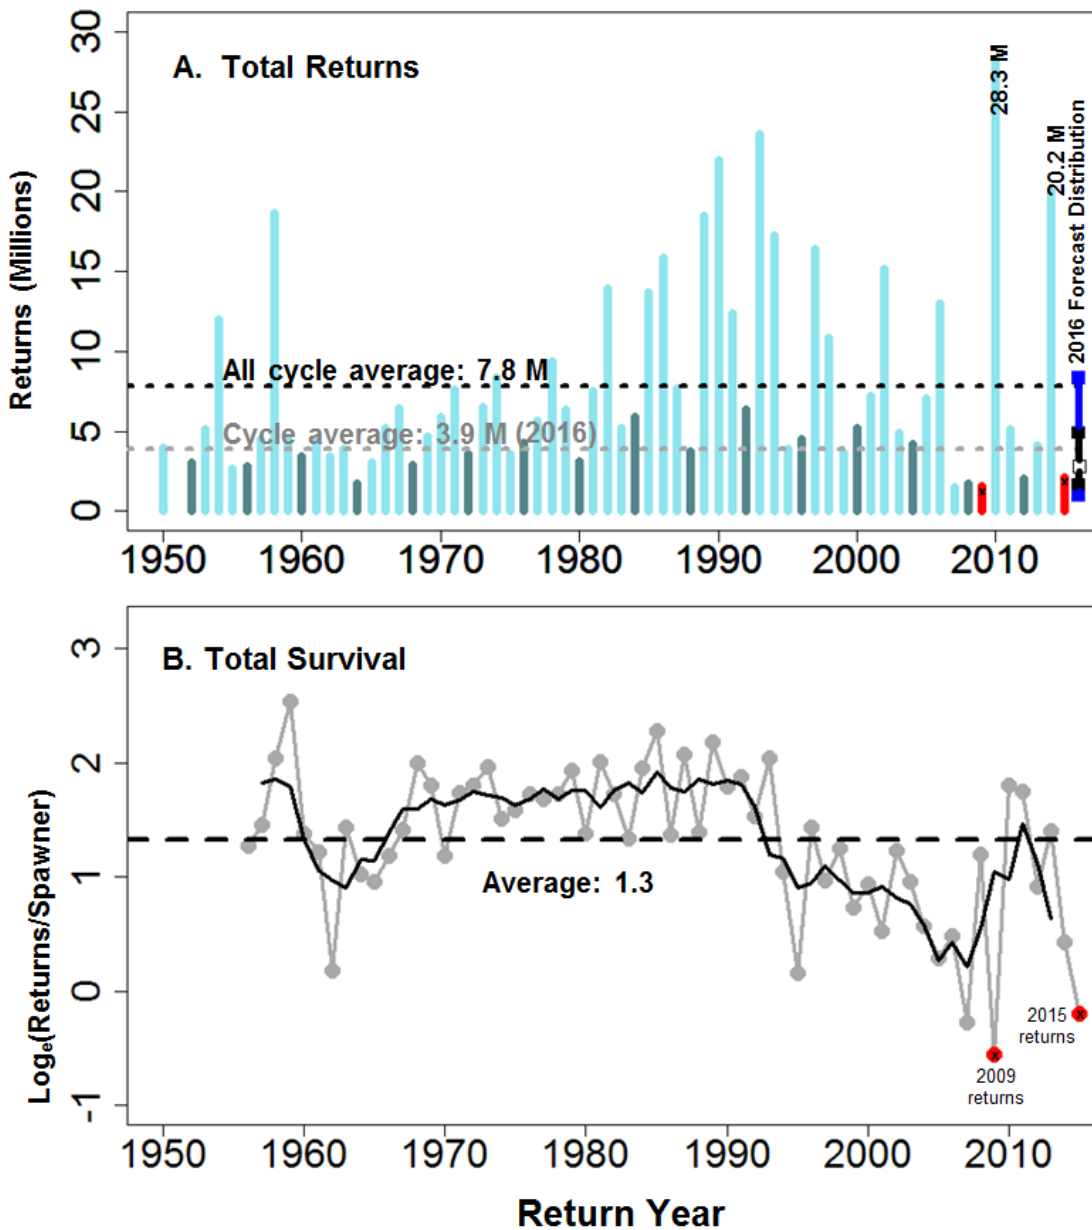 A. Total Returns
Returns (Millions)
30
25
20
15
10
5
0
28.3 M
20.2 M
2016 Forecast Distribution
All cycle average: 7.8 M
Cycle average: 3.9 M (2016)
x
x
1950 1960 1970 1980 1990 2000 2010
B. Total Survival
Logₑ(Returns/Spawner)
3
2
1
0
-1
Average: 1.3
2015
returns
x
x
2009
returns
1950 1960 1970 1980 1990 2000 2010
Return Year